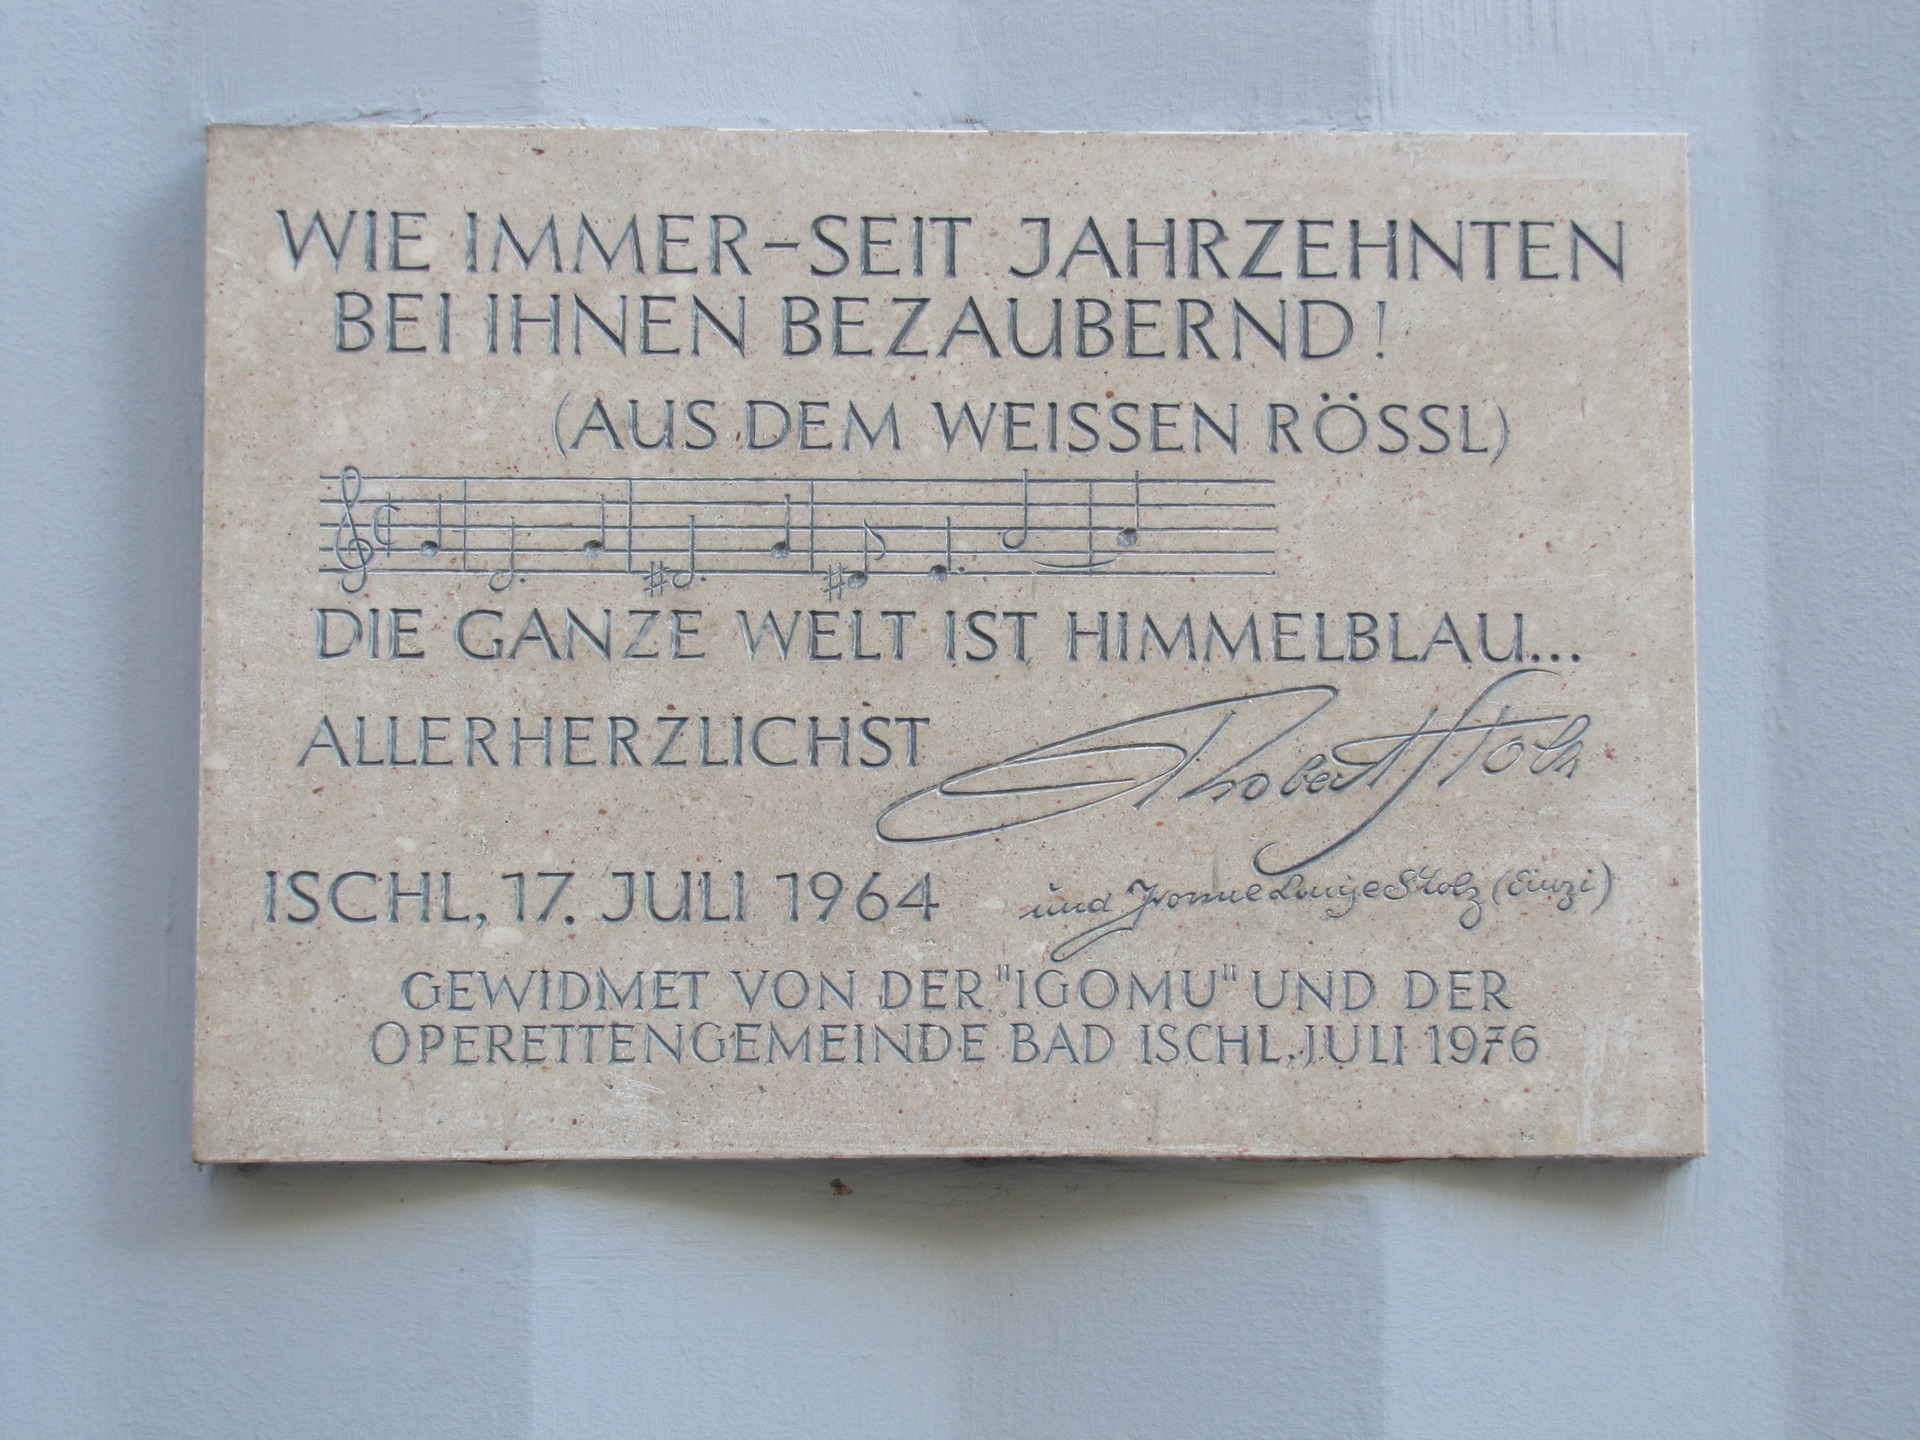 WIE IMMER-SEIT JAHRZEHNTEN
BEI IHNEN BEZAUBERND!
(AUS DEM WEISSEN RÖSSL)
DIE GANZE WELT IST HIMMELBLAU...
ALLERHERZLICHST Robert Stolz
ISCHL, 17. JULI 1964
und Yvonne Louise Stolz (Einzi)
GEWIDMET VON DER "IGOMU" UND DER
OPERETTENGEMEINDE BAD ISCHL, JULI 1976